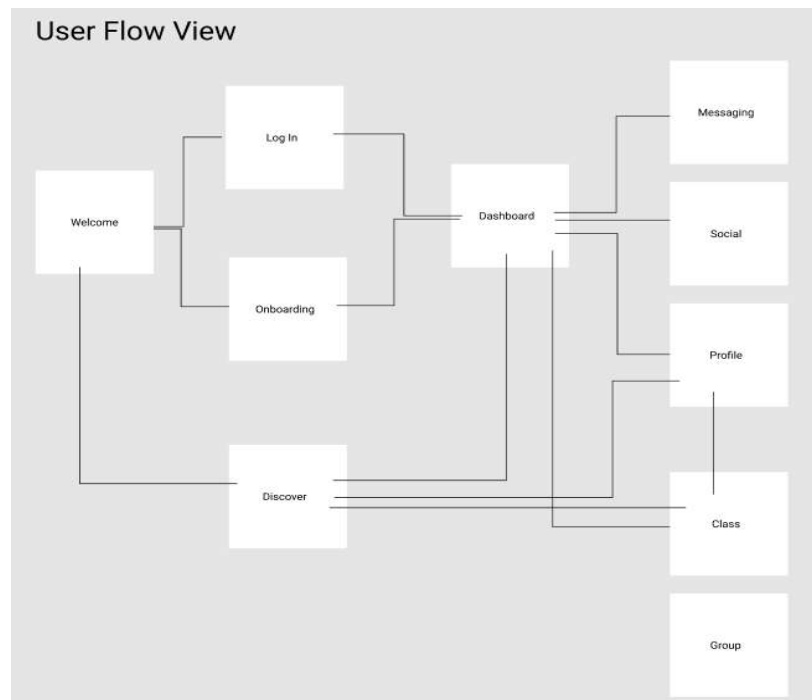 User Flow View
Log In
Messaging
Welcome
Dashboard
Social
Onboarding
Profile
Discover
Class
Group